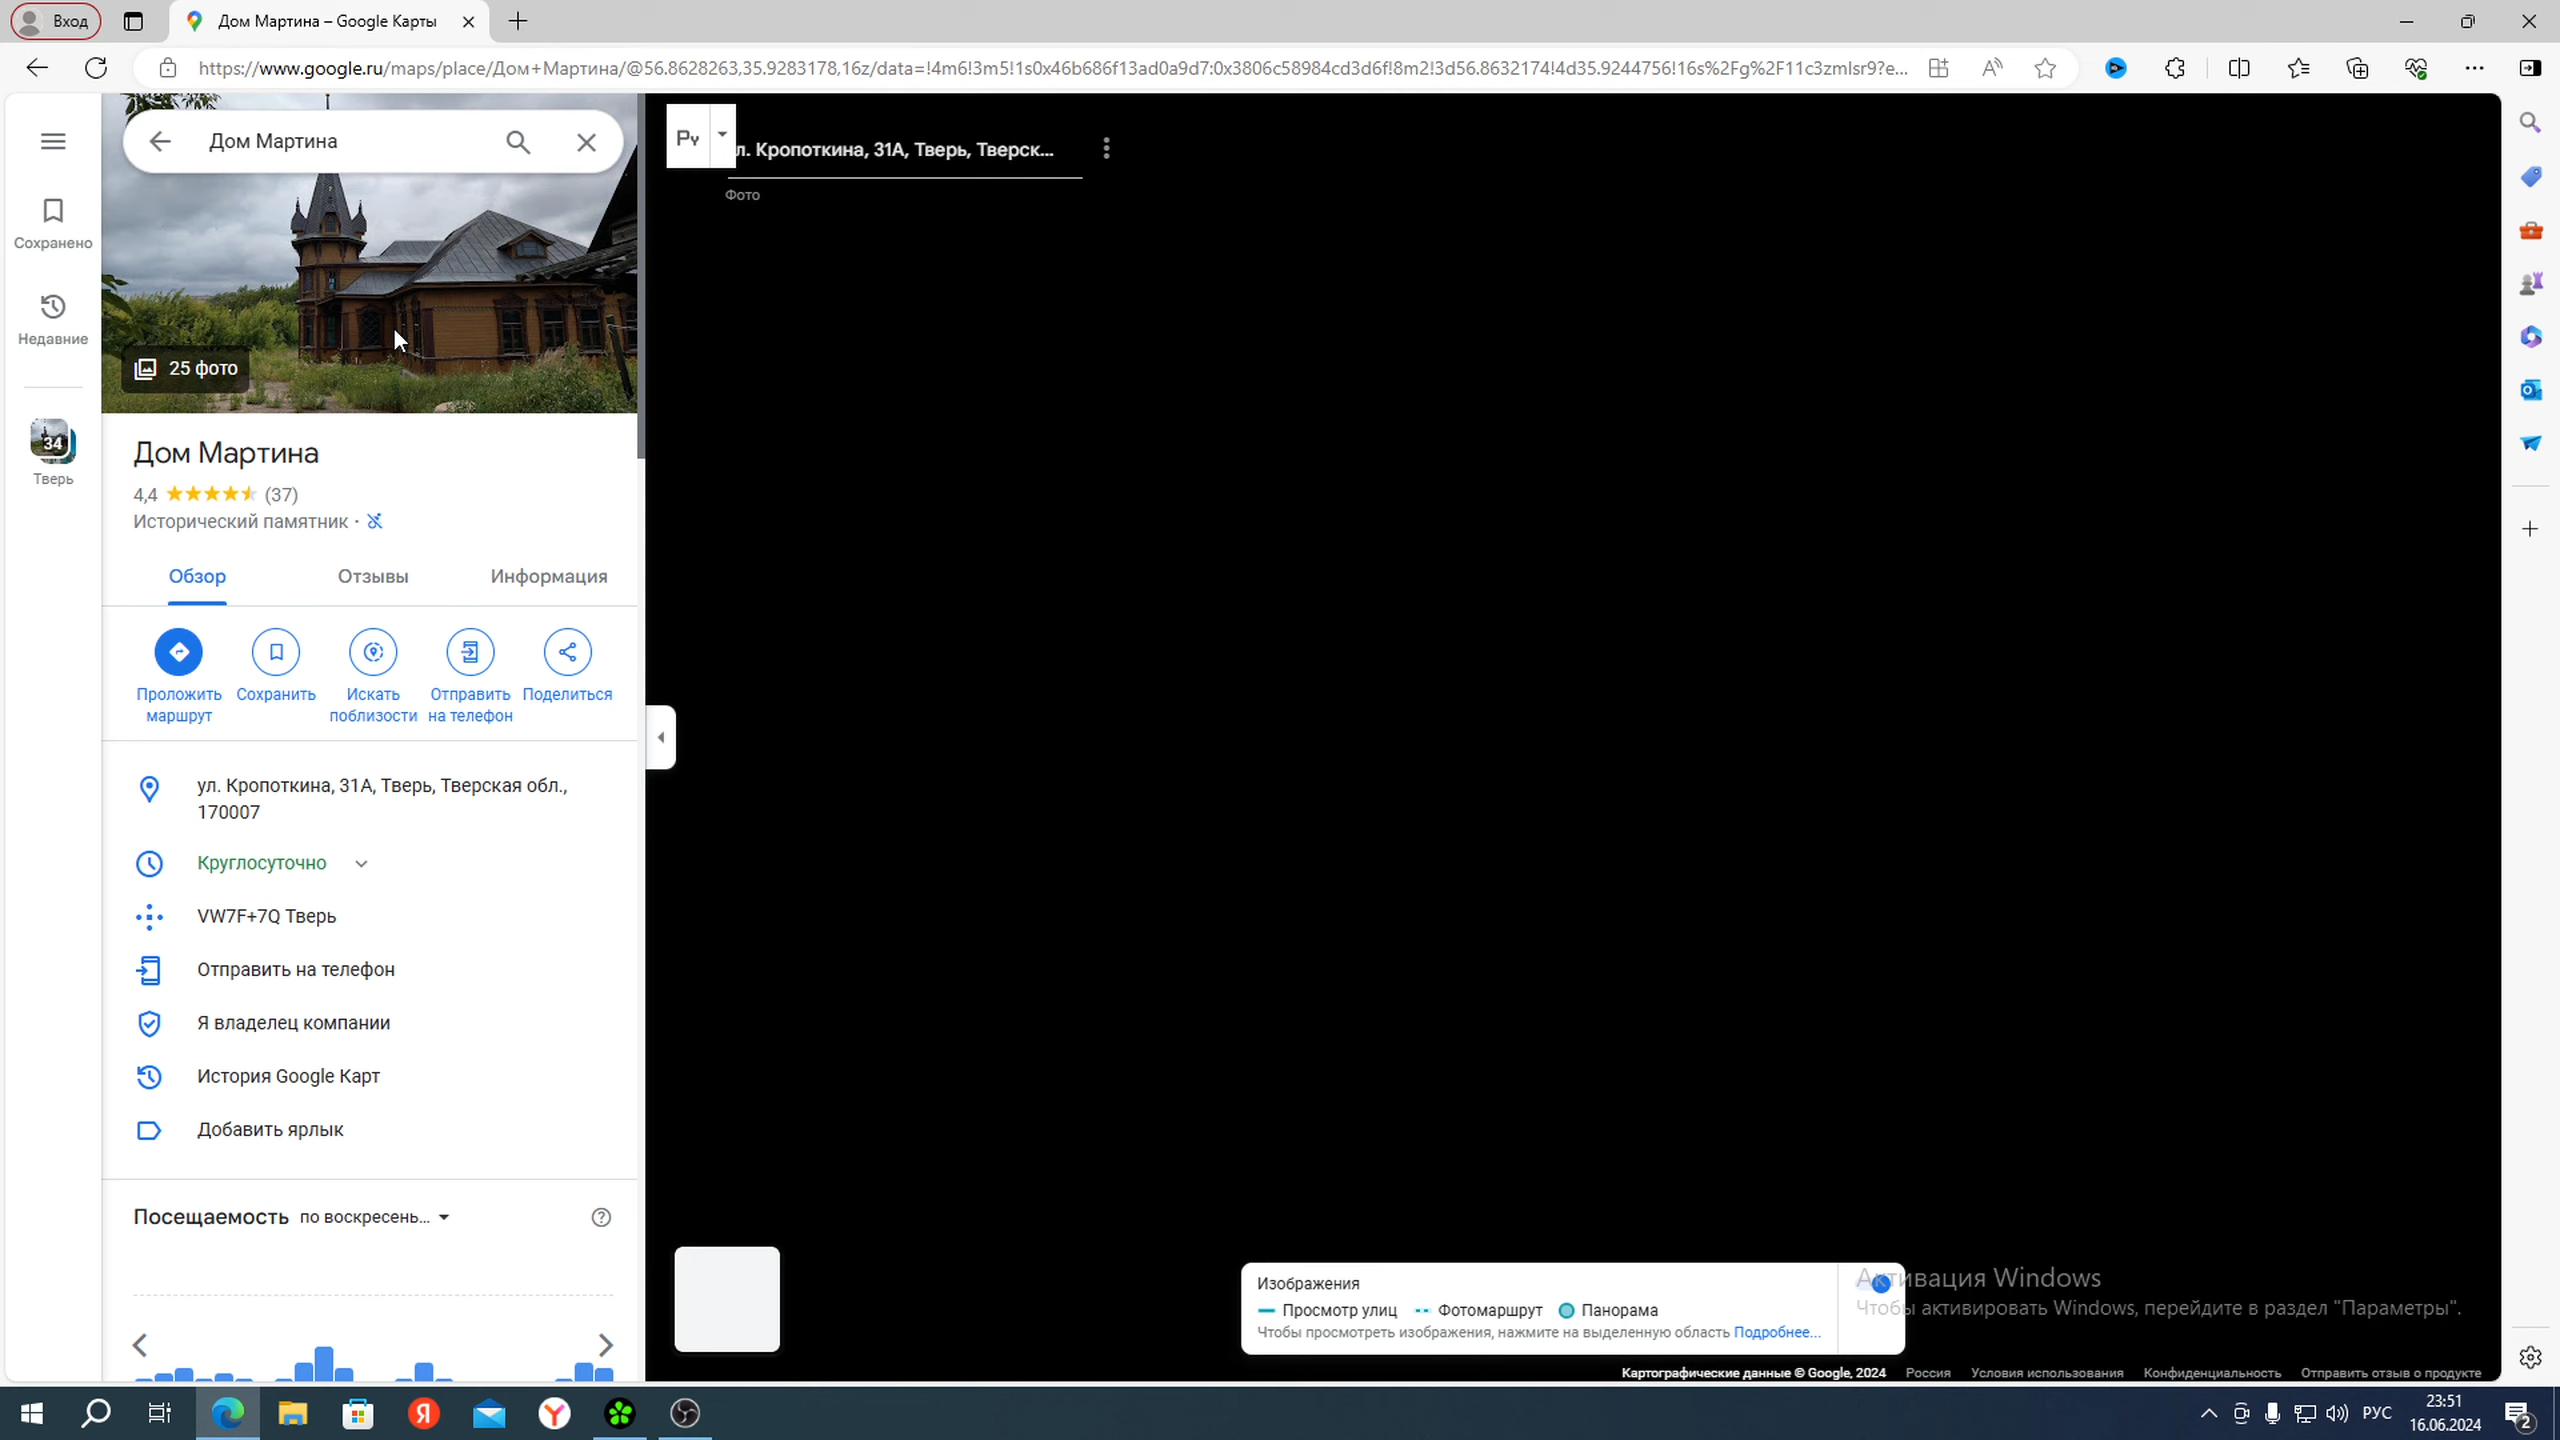 Вход
Дом Мартина – Google Карты
https://www.google.ru/maps/place/Дом+Мартина/@56.8628263,35.9283178,16z/data=!4m6!3m5!1s0x46b686f13ad0a9d7:0x3806c58984cd3d6f!8m2!3d56.8632174!4d35.9244756!16s%2Fg%2F11c3zmlsr9?e...
Дом Мартина
Сохранено
Недавние
34
Тверь
25 фото
Дом Мартина
4,4 (37)
Исторический памятник ·
Обзор Отзывы Информация
Проложить маршрут
Сохранить
Искать поблизости
Отправить на телефон
Поделиться
ул. Кропоткина, 31А, Тверь, Тверская обл.,
170007
Круглосуточно
VW7F+7Q Тверь
Отправить на телефон
Я владелец компании
История Google Карт
Добавить ярлык
Посещаемость по воскресень...
Ру
л. Кропоткина, 31А, Тверь, Тверск...
Фото
Изображения
Просмотр улиц Фотомаршрут Панорама
Чтобы просмотреть изображения, нажмите на выделенную область Подробнее...
Активация Windows
Чтобы активировать Windows, перейдите в раздел "Параметры".
Картографические данные © Google, 2024 Россия Условия использования Конфиденциальность Отправить отзыв о продукте
РУС
23:51
16.06.2024
2